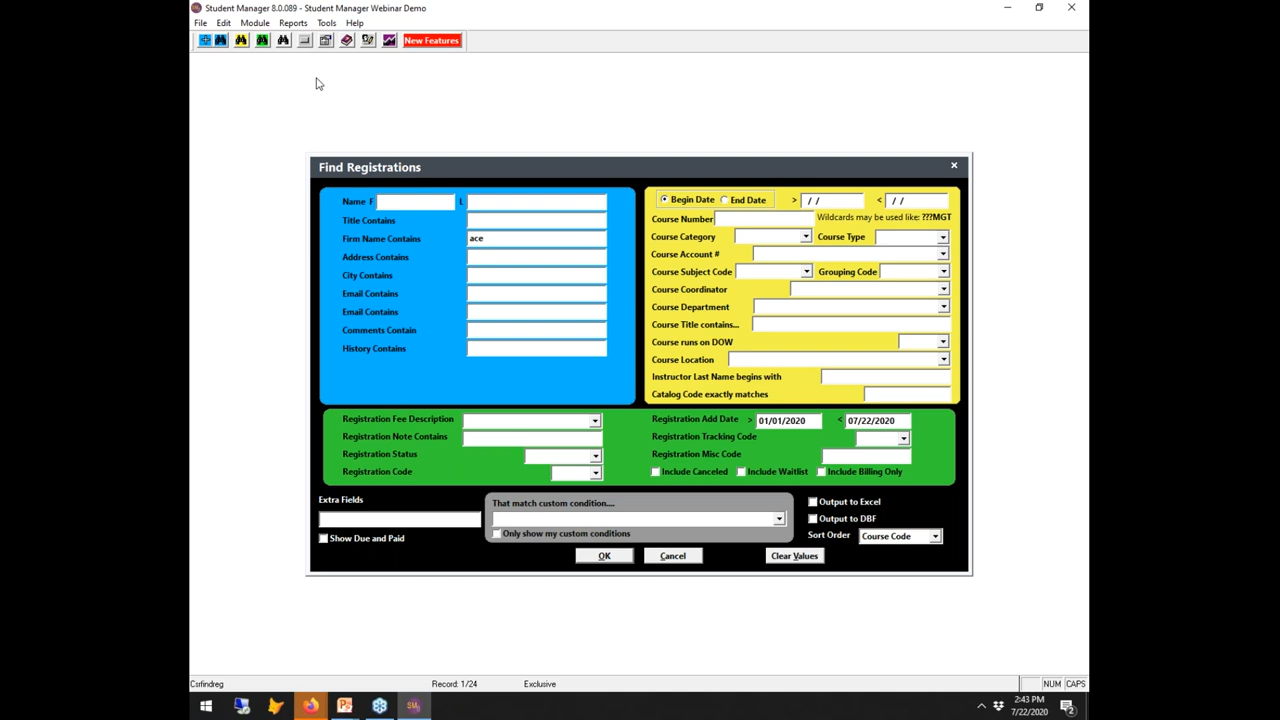 Student Manager 8.0.089 - Student Manager Webinar Demo
File Edit Module Reports Tools Help
New Features
Find Registrations
Name F L
Title Contains
Firm Name Contains ace
Address Contains
City Contains
Email Contains
Email Contains
Comments Contain
History Contains
Begin Date End Date > / / < / /
Course Number Wildcards may be used like: ???MGT
Course Category Course Type
Course Account #
Course Subject Code Grouping Code
Course Coordinator
Course Department
Course Title contains...
Course runs on DOW
Course Location
Instructor Last Name begins with
Catalog Code exactly matches
Registration Fee Description
Registration Note Contains
Registration Status
Registration Code
Registration Add Date > 01/01/2020 < 07/22/2020
Registration Tracking Code
Registration Misc Code
Include Canceled Include Waitlist Include Billing Only
Extra Fields
Show Due and Paid
That match custom condition....
Only show my custom conditions
Output to Excel
Output to DBF
Sort Order Course Code
OK Cancel Clear Values
Csrfindreg Record: 1/24 Exclusive NUM CAPS
SM
2:43 PM
7/22/2020
2